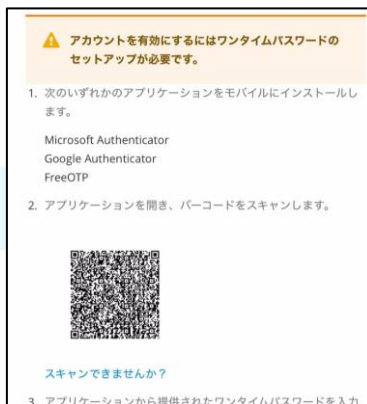 アカウントを有効にするにはワンタイムパスワードの
セットアップが必要です。
1. 次のいずれかのアプリケーションをモバイルにインストールし
ます。
Microsoft Authenticator
Google Authenticator
FreeOTP
2. アプリケーションを開き、バーコードをスキャンします。
スキャンできませんか？
3. アプリケーションから提供されたワンタイムパスワードを入力